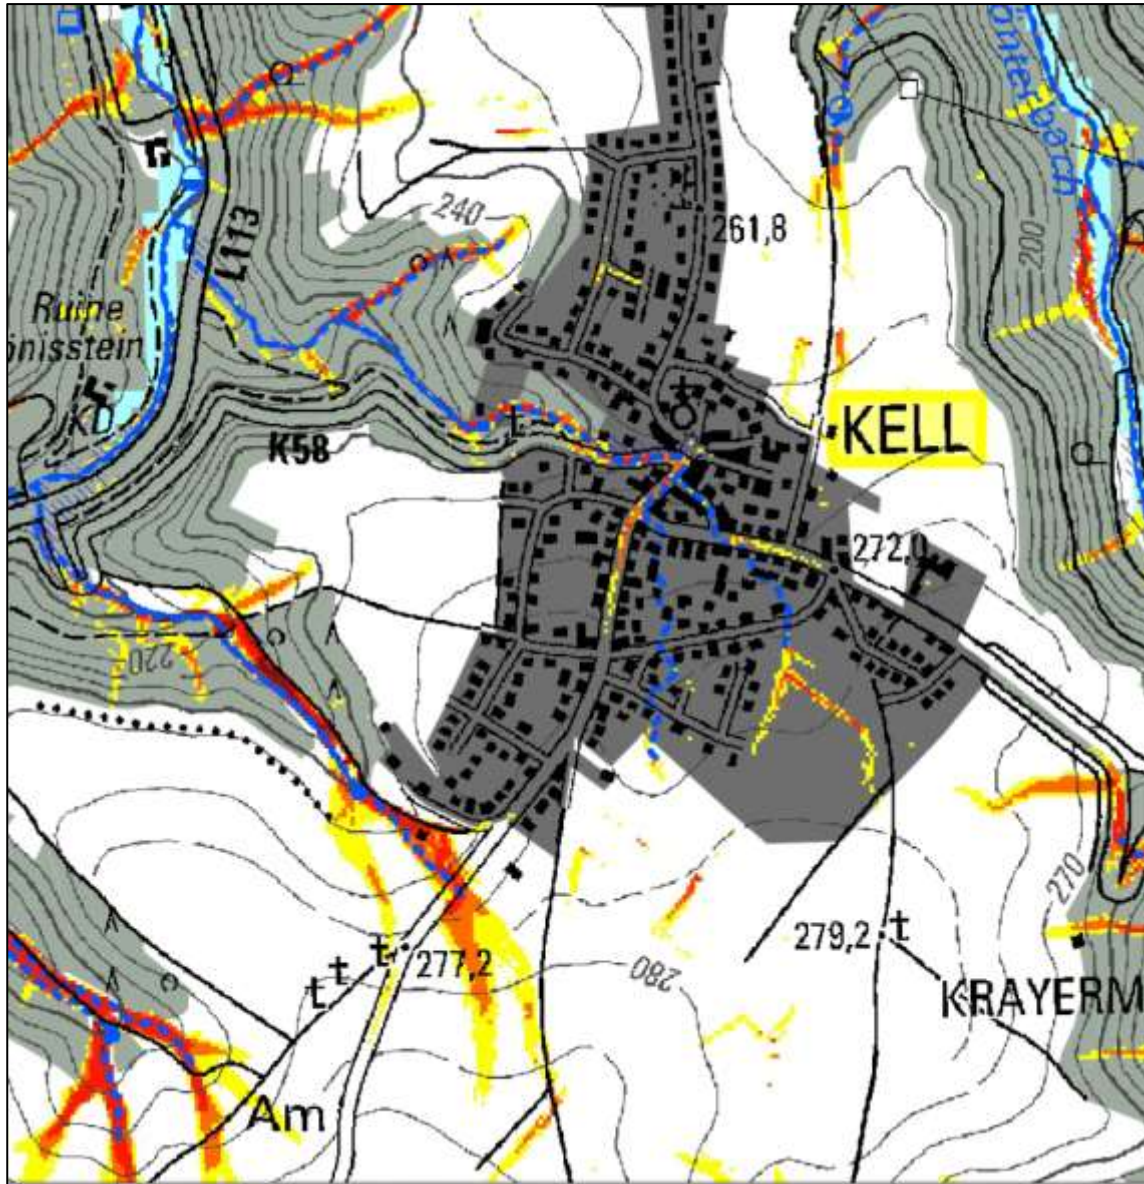 onterbach
L113
240
261,8
200
Ruine
önisstein
KD
K58
KELL
272,0
220
270
279,2
277,2
280
KRAYERM
Am